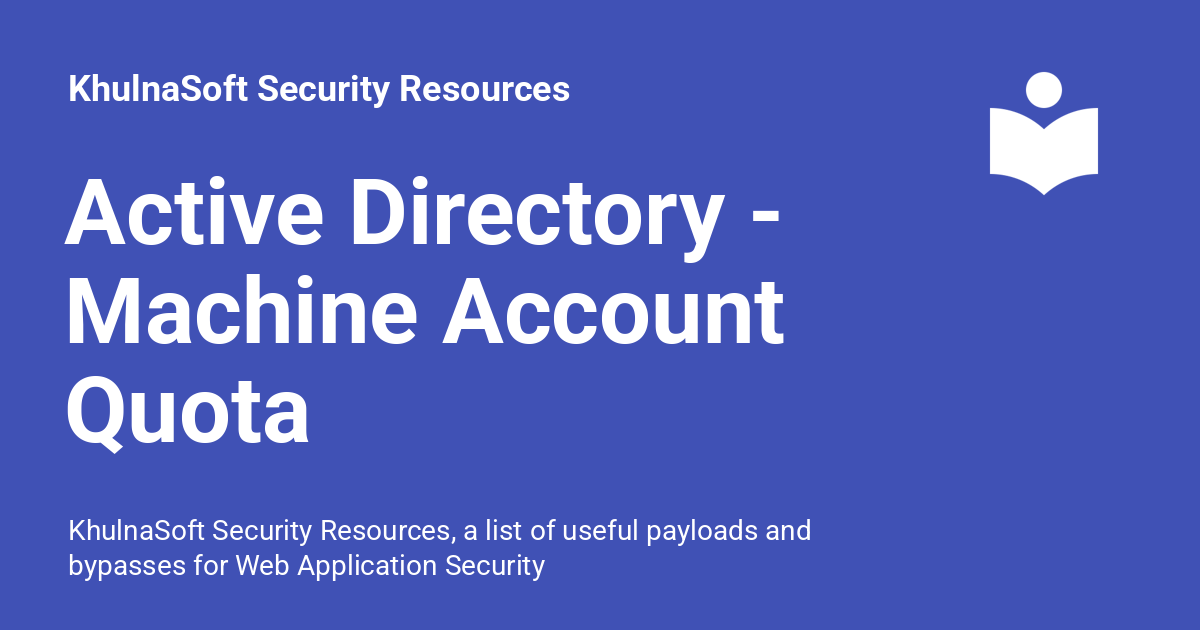 KhulnaSoft Security Resources
Active Directory -
Machine Account
Quota
KhulnaSoft Security Resources, a list of useful payloads and
bypasses for Web Application Security